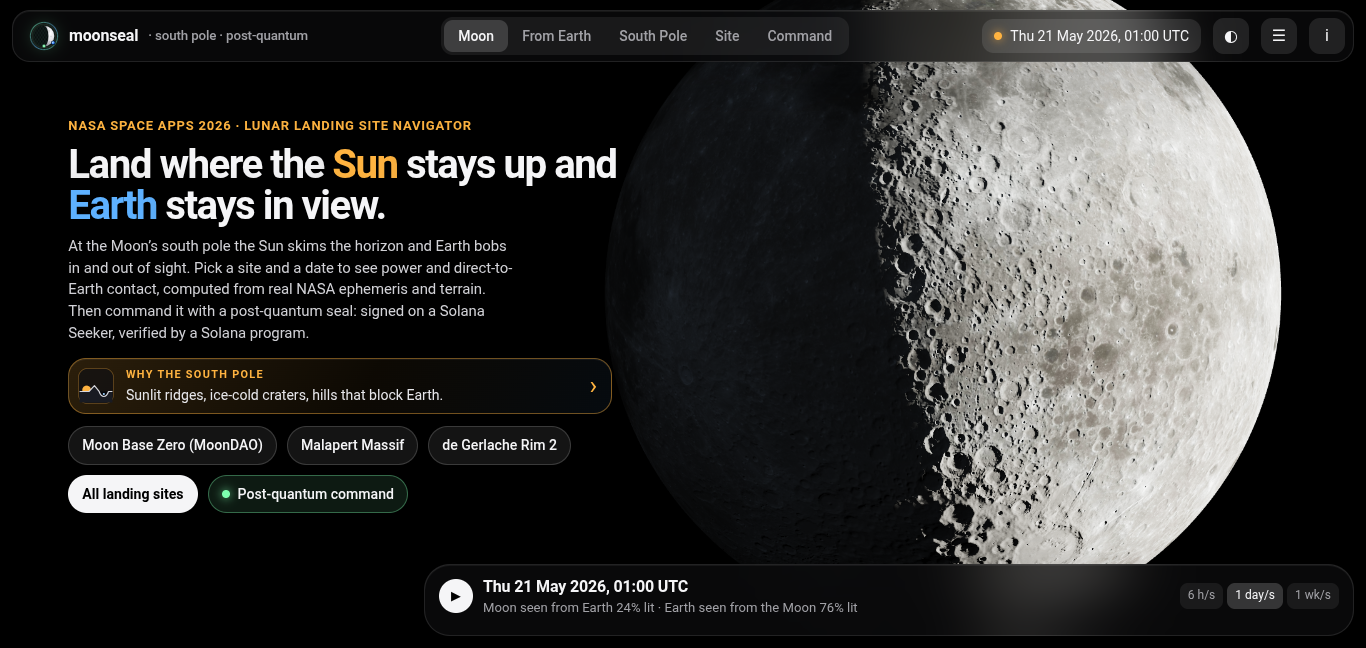 moonseal · south pole · post-quantum
Moon From Earth South Pole Site Command
Thu 21 May 2026, 01:00 UTC
i
NASA SPACE APPS 2026 · LUNAR LANDING SITE NAVIGATOR
Land where the Sun stays up and
Earth stays in view.
At the Moon’s south pole the Sun skims the horizon and Earth bobs
in and out of sight. Pick a site and a date to see power and direct-to-
Earth contact, computed from real NASA ephemeris and terrain.
Then command it with a post-quantum seal: signed on a Solana
Seeker, verified by a Solana program.
WHY THE SOUTH POLE
Sunlit ridges, ice-cold craters, hills that block Earth.
Moon Base Zero (MoonDAO) Malapert Massif de Gerlache Rim 2
All landing sites Post-quantum command
Thu 21 May 2026, 01:00 UTC
Moon seen from Earth 24% lit · Earth seen from the Moon 76% lit
6 h/s 1 day/s 1 wk/s